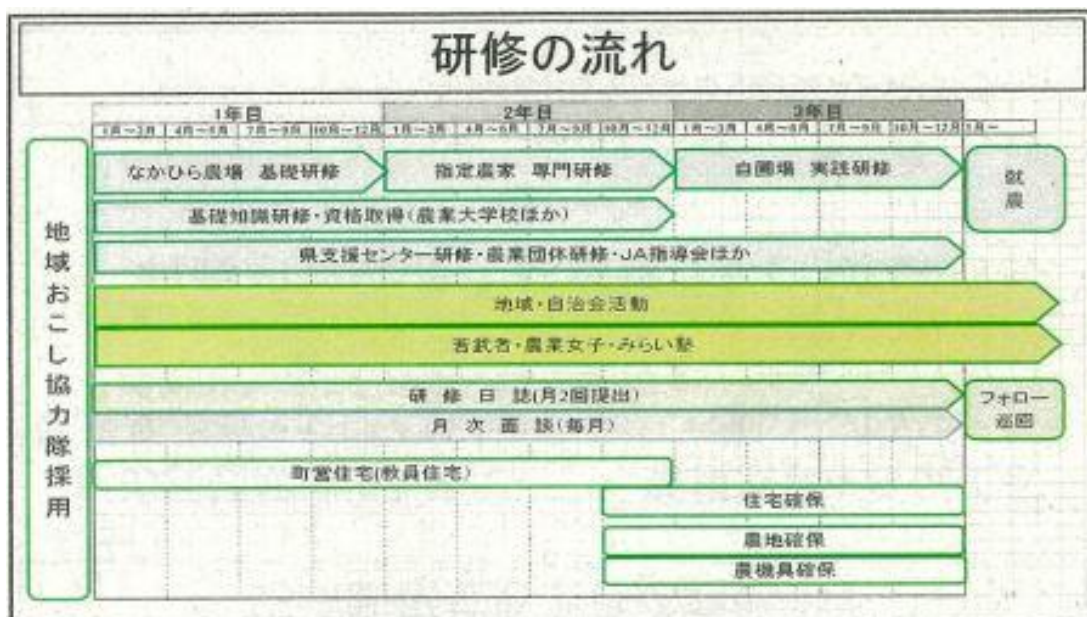 研修の流れ
1年目 2年目 3年目
1月～3月 4月～6月 7月～9月 10月～12月 1月～3月 4月～6月 7月～9月 10月～12月 1月～3月 4月～6月 7月～9月 10月～12月 1月～
地域おこし協力隊採用
なかひら農場 基礎研修
指定農家 専門研修
自圃場 実践研修
就農
基礎知識研修・資格取得(農業大学校ほか)
県支援センター研修・農業団体研修・JA指導会ほか
地域・自治会活動
若武者・農業女子・みらい塾
研修日誌(月2回提出)
月次面談(毎月)
フォロー
巡回
町営住宅(教員住宅)
住宅確保
農地確保
農機具確保